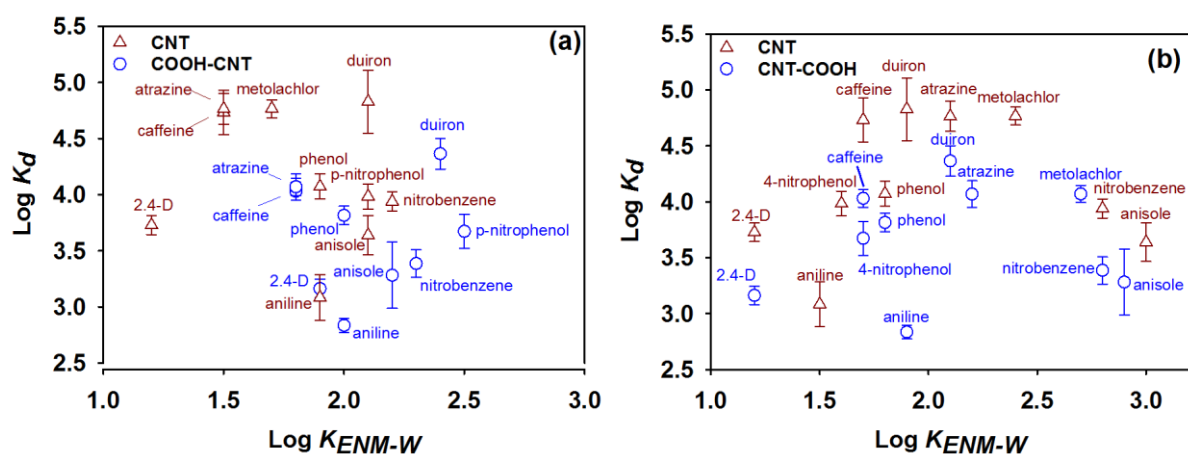 5.5
(a)
CNT
COOH-CNT
duiron
5.0
atrazine
metolachlor
caffeine
4.5
duiron
phenol
p-nitrophenol
atrazine
4.0
2.4-D
nitrobenzene
caffeine
phenol
p-nitrophenol
3.5
anisole
anisole
2.4-D
nitrobenzene
3.0
aniline
aniline
2.5
Log Kd
1.0 1.5 2.0 2.5 3.0
Log KENM-W
5.5
(b)
CNT
CNT-COOH
duiron
caffeine
atrazine
5.0
metolachlor
4.5
duiron
caffeine
4-nitrophenol
metolachlor
atrazine
phenol
nitrobenzene
4.0
2.4-D
phenol
anisole
3.5
4-nitrophenol
2.4-D
nitrobenzene
aniline
anisole
3.0
aniline
2.5
Log Kd
1.0 1.5 2.0 2.5 3.0
Log KENM-W